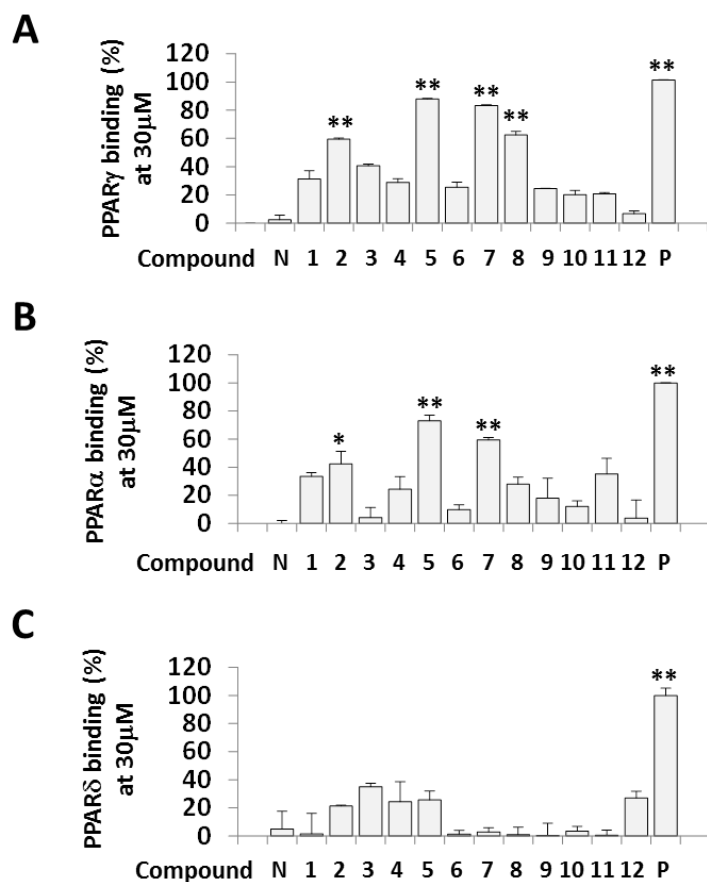 A
PPARγ binding (%)
at 30µM
120
100
80
60
40
20
0
** ** ** ** **
Compound N 1 2 3 4 5 6 7 8 9 10 11 12 P
B
PPARα binding (%)
at 30µM
120
100
80
60
40
20
0
* ** ** **
Compound N 1 2 3 4 5 6 7 8 9 10 11 12 P
C
PPARδ binding (%)
at 30µM
120
100
80
60
40
20
0
**
Compound N 1 2 3 4 5 6 7 8 9 10 11 12 P